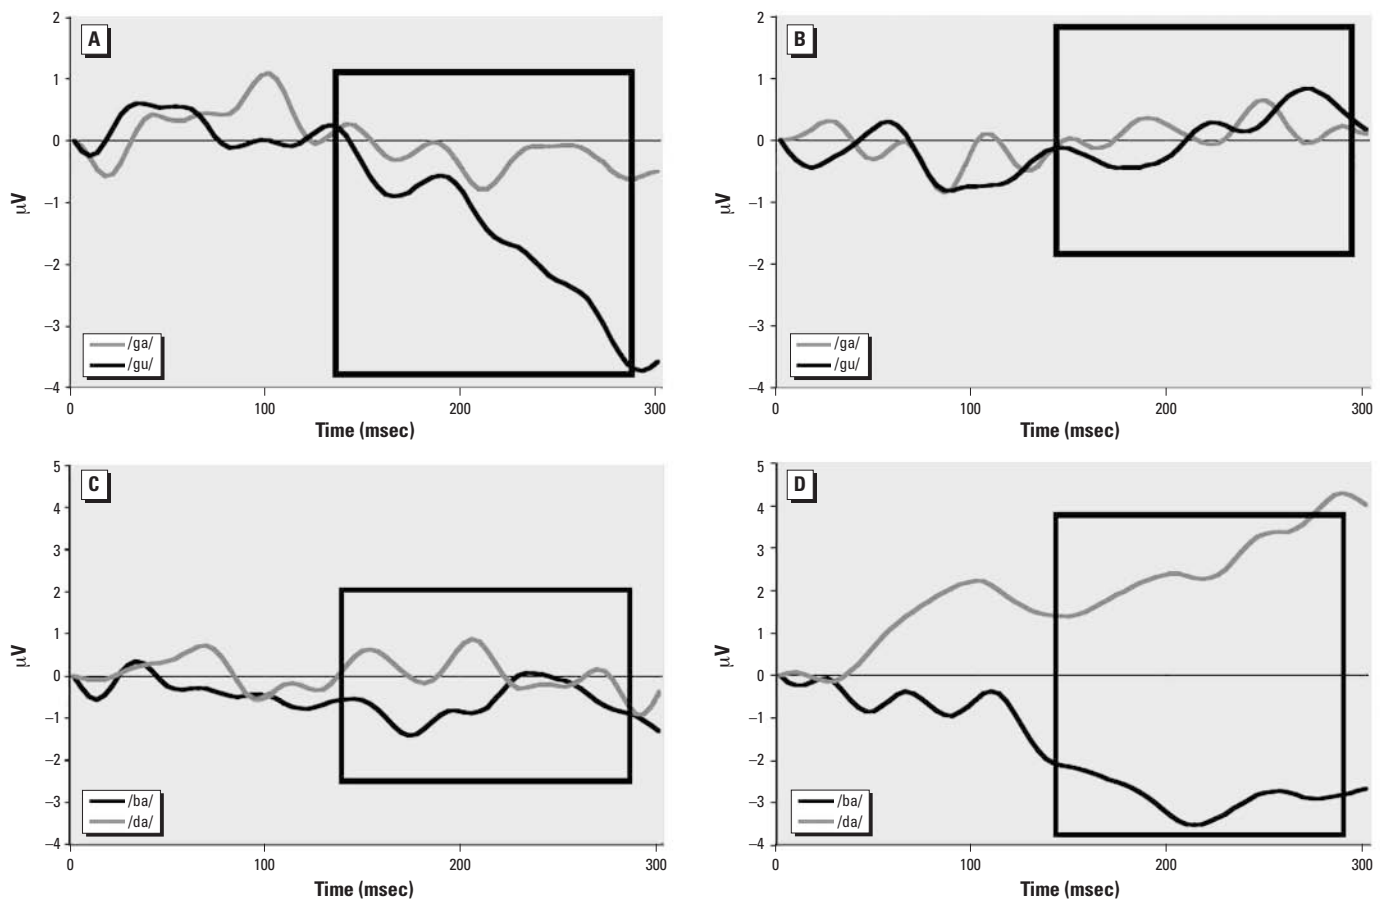 A
2
1
0
–1
–2
–3
–4
μV
/ga/
/gu/
0 100 200 300
Time (msec)
B
2
1
0
–1
–2
–3
–4
μV
/ga/
/gu/
0 100 200 300
Time (msec)
C
5
4
3
2
1
0
–1
–2
–3
–4
μV
/ba/
/da/
0 100 200 300
Time (msec)
D
5
4
3
2
1
0
–1
–2
–3
–4
μV
/ba/
/da/
0 100 200 300
Time (msec)